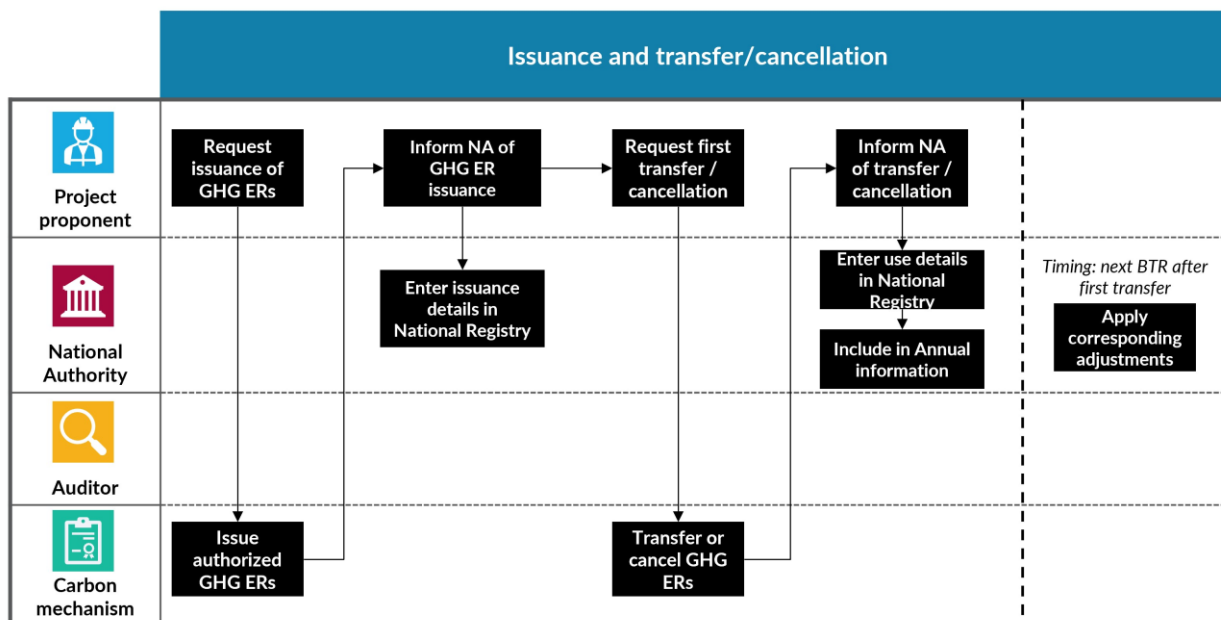 Issuance and transfer/cancellation
Project
proponent
Request
issuance of
GHG ERs
Inform NA of
GHG ER
issuance
Request first
transfer /
cancellation
Inform NA
of transfer /
cancellation
National
Authority
Enter issuance
details in
National Registry
Enter use details
in National
Registry
Include in Annual
information
Timing: next BTR after
first transfer
Apply
corresponding
adjustments
Auditor
Carbon
mechanism
Issue
authorized
GHG ERs
Transfer or
cancel GHG
ERs